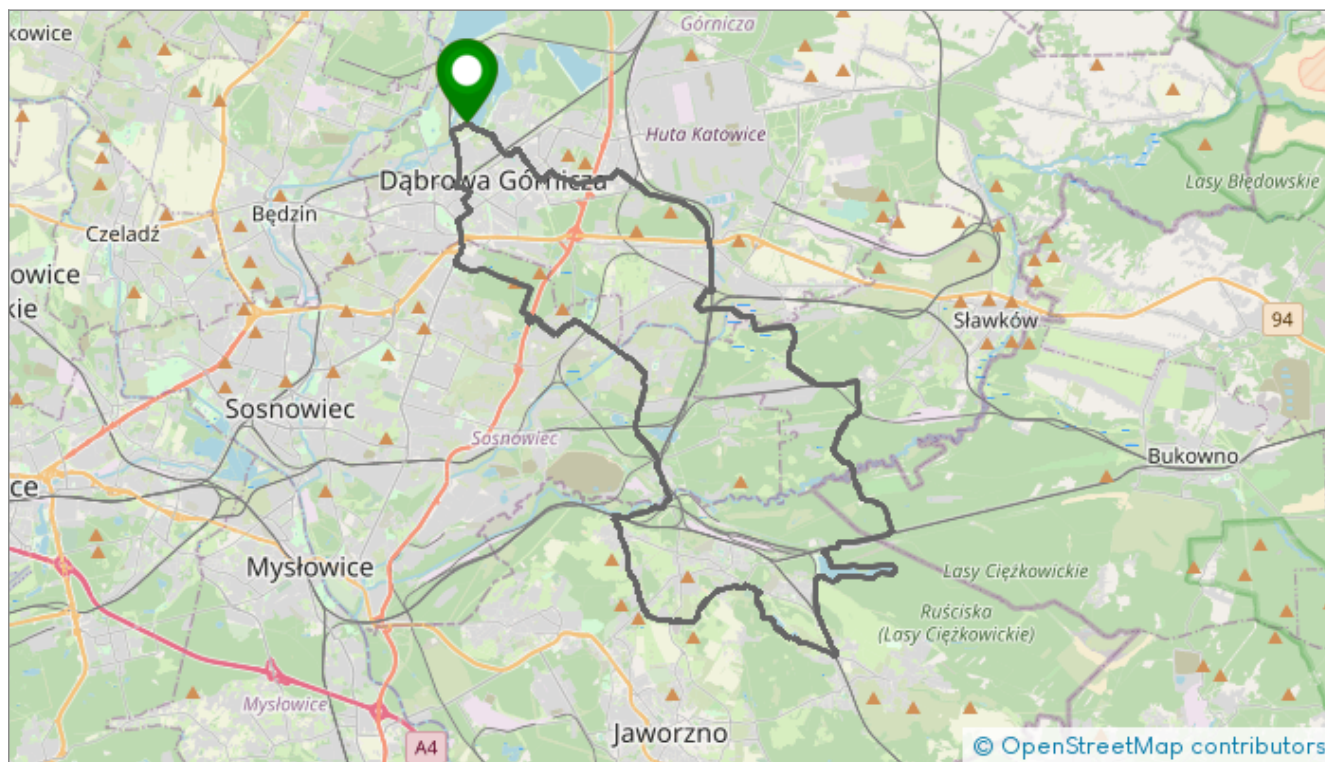 kowice
Górnicza
Huta Katowice
Dąbrowa Górnicza
Lasy Błędowskie
Będzin
Czeladź
owice
kie
Sławków
94
Sosnowiec
Sosnowiec
Bukowno
ce
Mysłowice
Lasy Ciężkowickie
Ruściska
(Lasy Ciężkowickie)
Mysłowice
Jaworzno
A4
© OpenStreetMap contributors